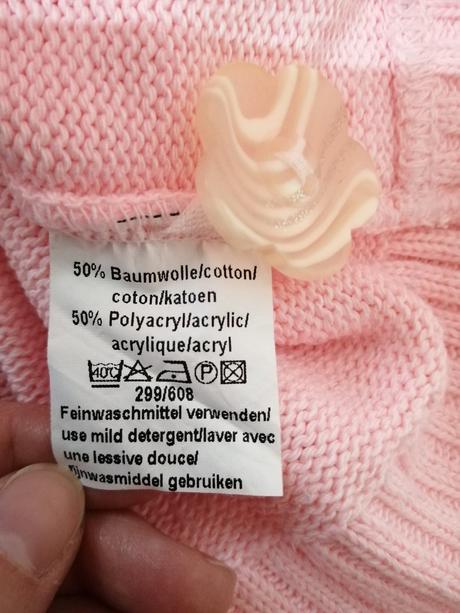 50% Baumwolle/cotton/
coton/katoen
50% Polyacryl/acrylic/
acrylique/acryl
40°C P
299/608
Feinwaschmittel verwenden/
use mild detergent/laver avec
une lessive douce/
fijnwasmiddel gebruiken